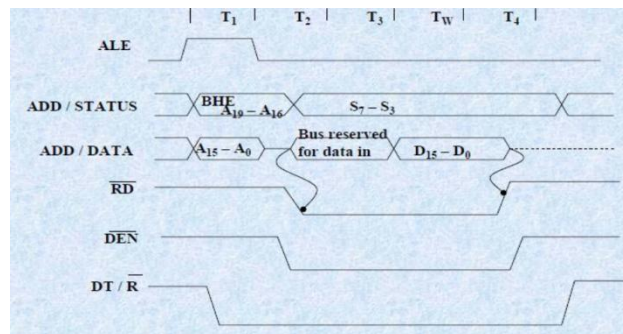 T1 T2 T3 TW T4
ALE
ADD / STATUS BHE A19 – A16 S7 – S3
ADD / DATA A15 – A0 Bus reserved for data in D15 – D0
RD
DEN
DT / R